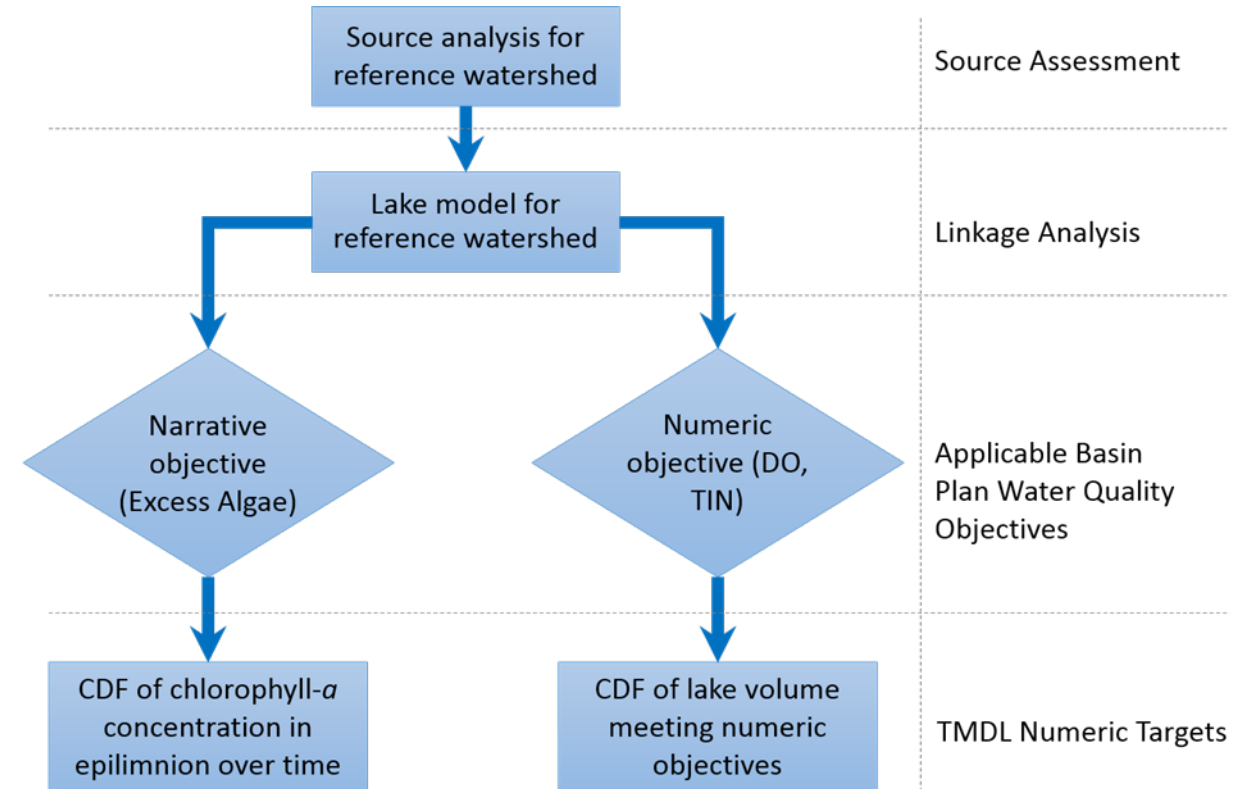 Source analysis for
reference watershed
Source Assessment
Lake model for
reference watershed
Linkage Analysis
Narrative
objective
(Excess Algae)
Numeric
objective (DO,
TIN)
Applicable Basin
Plan Water Quality
Objectives
CDF of chlorophyll-a
concentration in
epilimnion over time
CDF of lake volume
meeting numeric
objectives
TMDL Numeric Targets